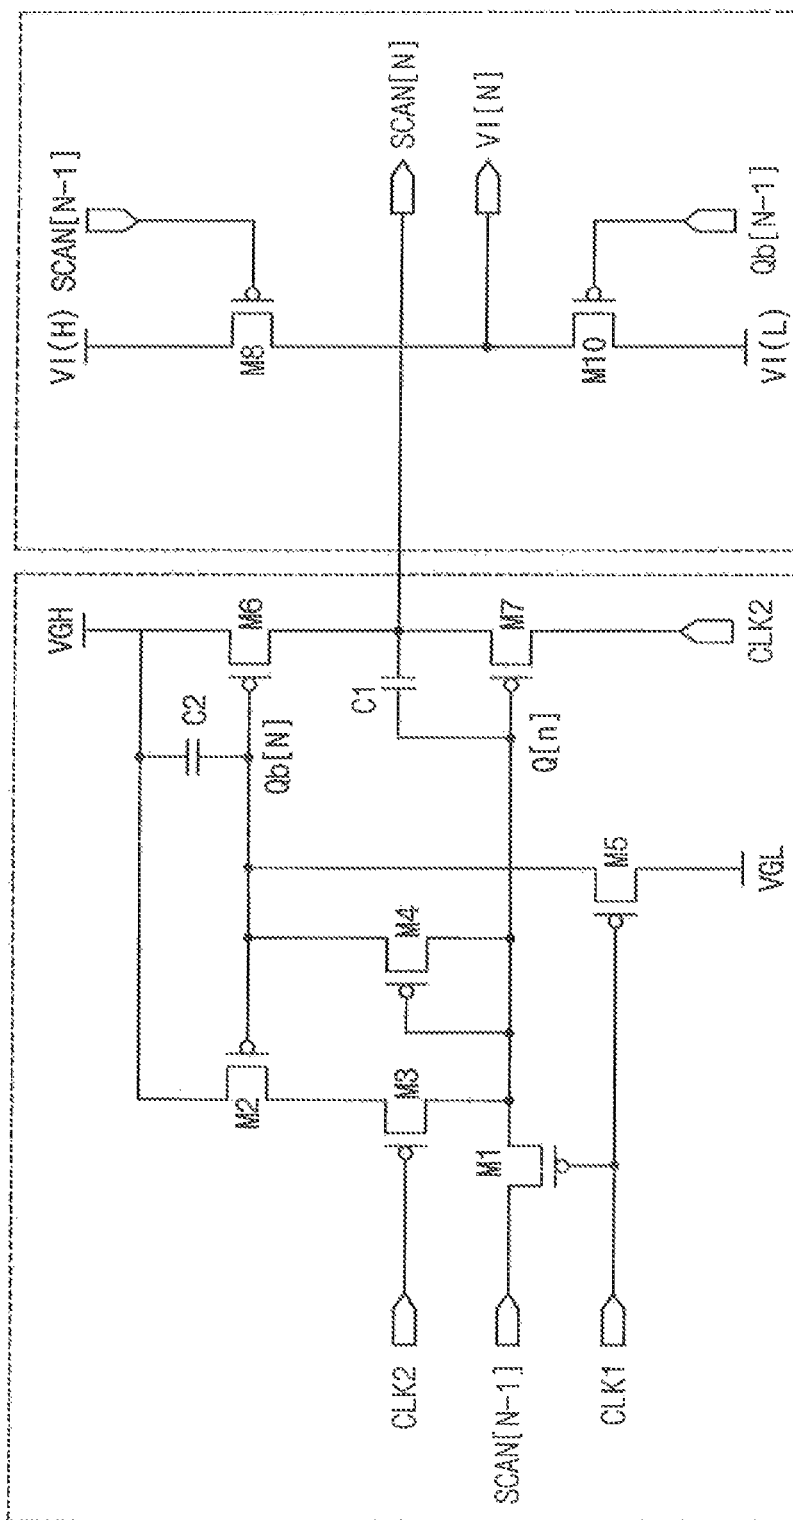 VGH
VI(H)
SCAN[N-1]
C2
M6
M8
M2
Qb[N]
CLK2
M3
M4
C1
SCAN[N]
SCAN[N-1]
M1
Q[n]
M7
VI[N]
CLK1
M5
M10
VGL
CLK2
VI(L)
Qb[N-1]